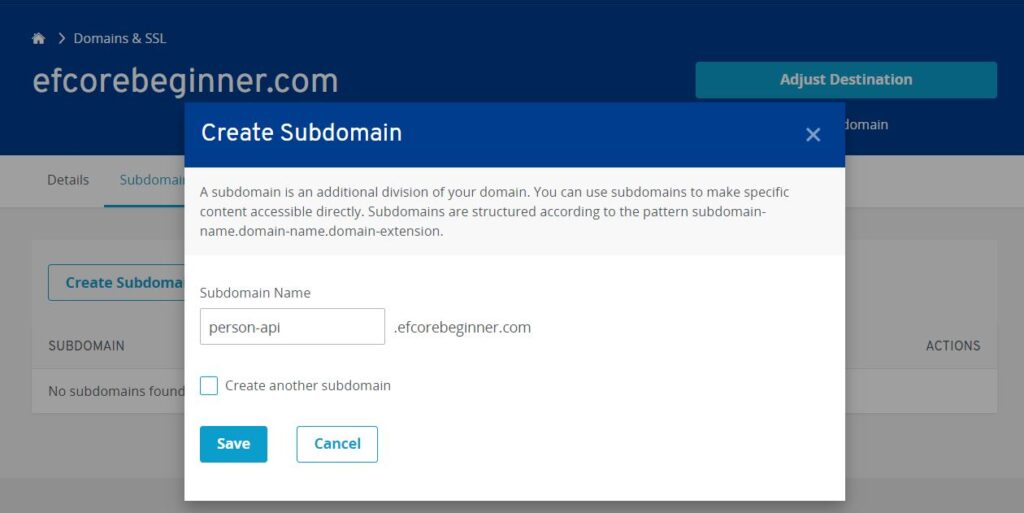 Domains & SSL
efcorebeginner.com
Adjust Destination
domain
Create Subdomain
Details
A subdomain is an additional division of your domain. You can use subdomains to make specific
content accessible directly. Subdomains are structured according to the pattern subdomain-
name.domain-name.domain-extension.
Subdomain Name
person-api .efcorebeginner.com
SUBDOMAIN
ACTIONS
Create another subdomain
No subdomains found
Save
Cancel